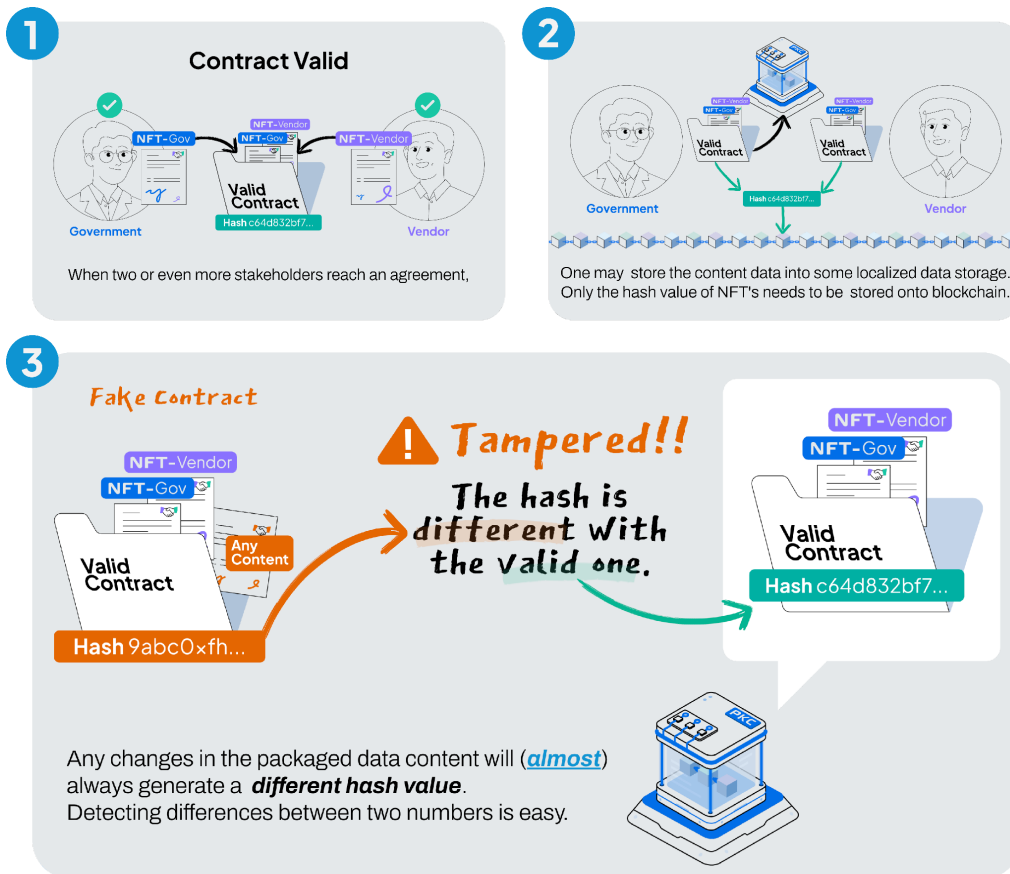 1
Contract Valid
NFT-Gov
NFT-Vendor
NFT-Gov
NFT-Vendor
Valid
Contract
Hash c64d832bf7...
Government
Vendor
When two or even more stakeholders reach an agreement,
2
PKC
NFT-Vendor
NFT-Gov
Valid
Contract
NFT-Vendor
NFT-Gov
Valid
Contract
Hash c64d832bf7...
Government
Vendor
One may store the content data into some localized data storage.
Only the hash value of NFT's needs to be stored onto blockchain.
3
Fake Contract
NFT-Vendor
NFT-Gov
Any
Content
Valid
Contract
Hash 9abc0xfh...
Tampered!!
The hash is
different With
the valid one.
NFT-Vendor
NFT-Gov
Valid
Contract
Hash c64d832bf7...
PKC
Any changes in the packaged data content will (almost)
always generate a different hash value.
Detecting differences between two numbers is easy.